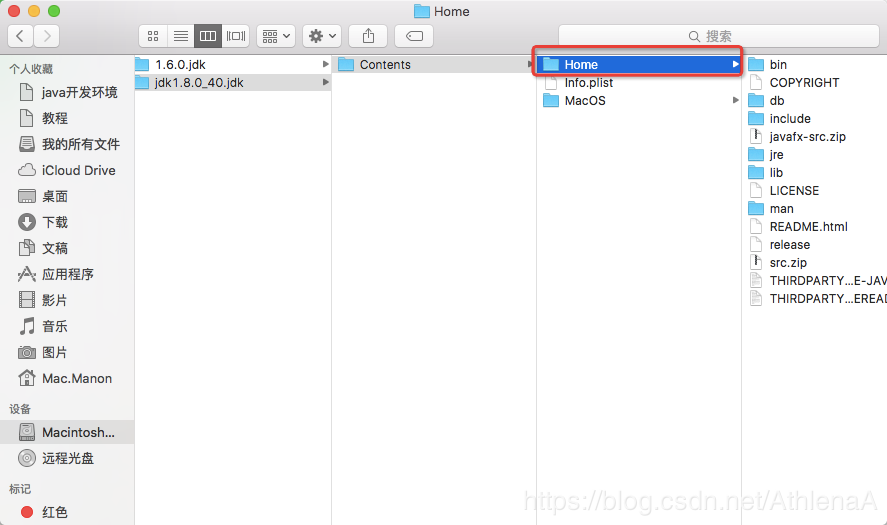 Home
搜索
个人收藏
java开发环境
教程
我的所有文件
iCloud Drive
桌面
下载
文稿
应用程序
影片
音乐
图片
Mac.Manon
设备
Macintosh...
远程光盘
标记
红色
1.6.0.jdk
jdk1.8.0_40.jdk
Contents
Home
Info.plist
MacOS
bin
COPYRIGHT
db
include
javafx-src.zip
jre
lib
LICENSE
man
README.html
release
src.zip
THIRDPARTY...E-JAV
THIRDPARTY...EREAD
https://blog.csdn.net/AthlenaA